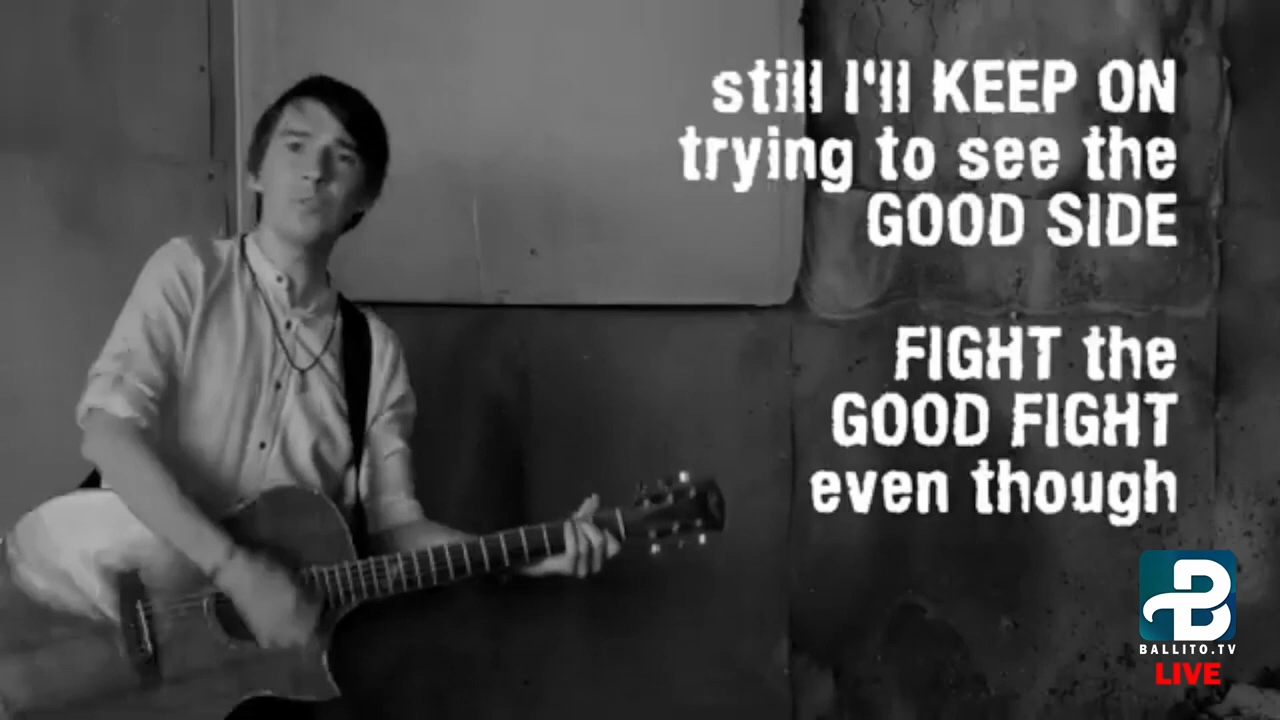 still I'll KEEP ON
trying to see the
GOOD SIDE
FIGHT the
GOOD FIGHT
even though
B
BALLITO.TV
LIVE